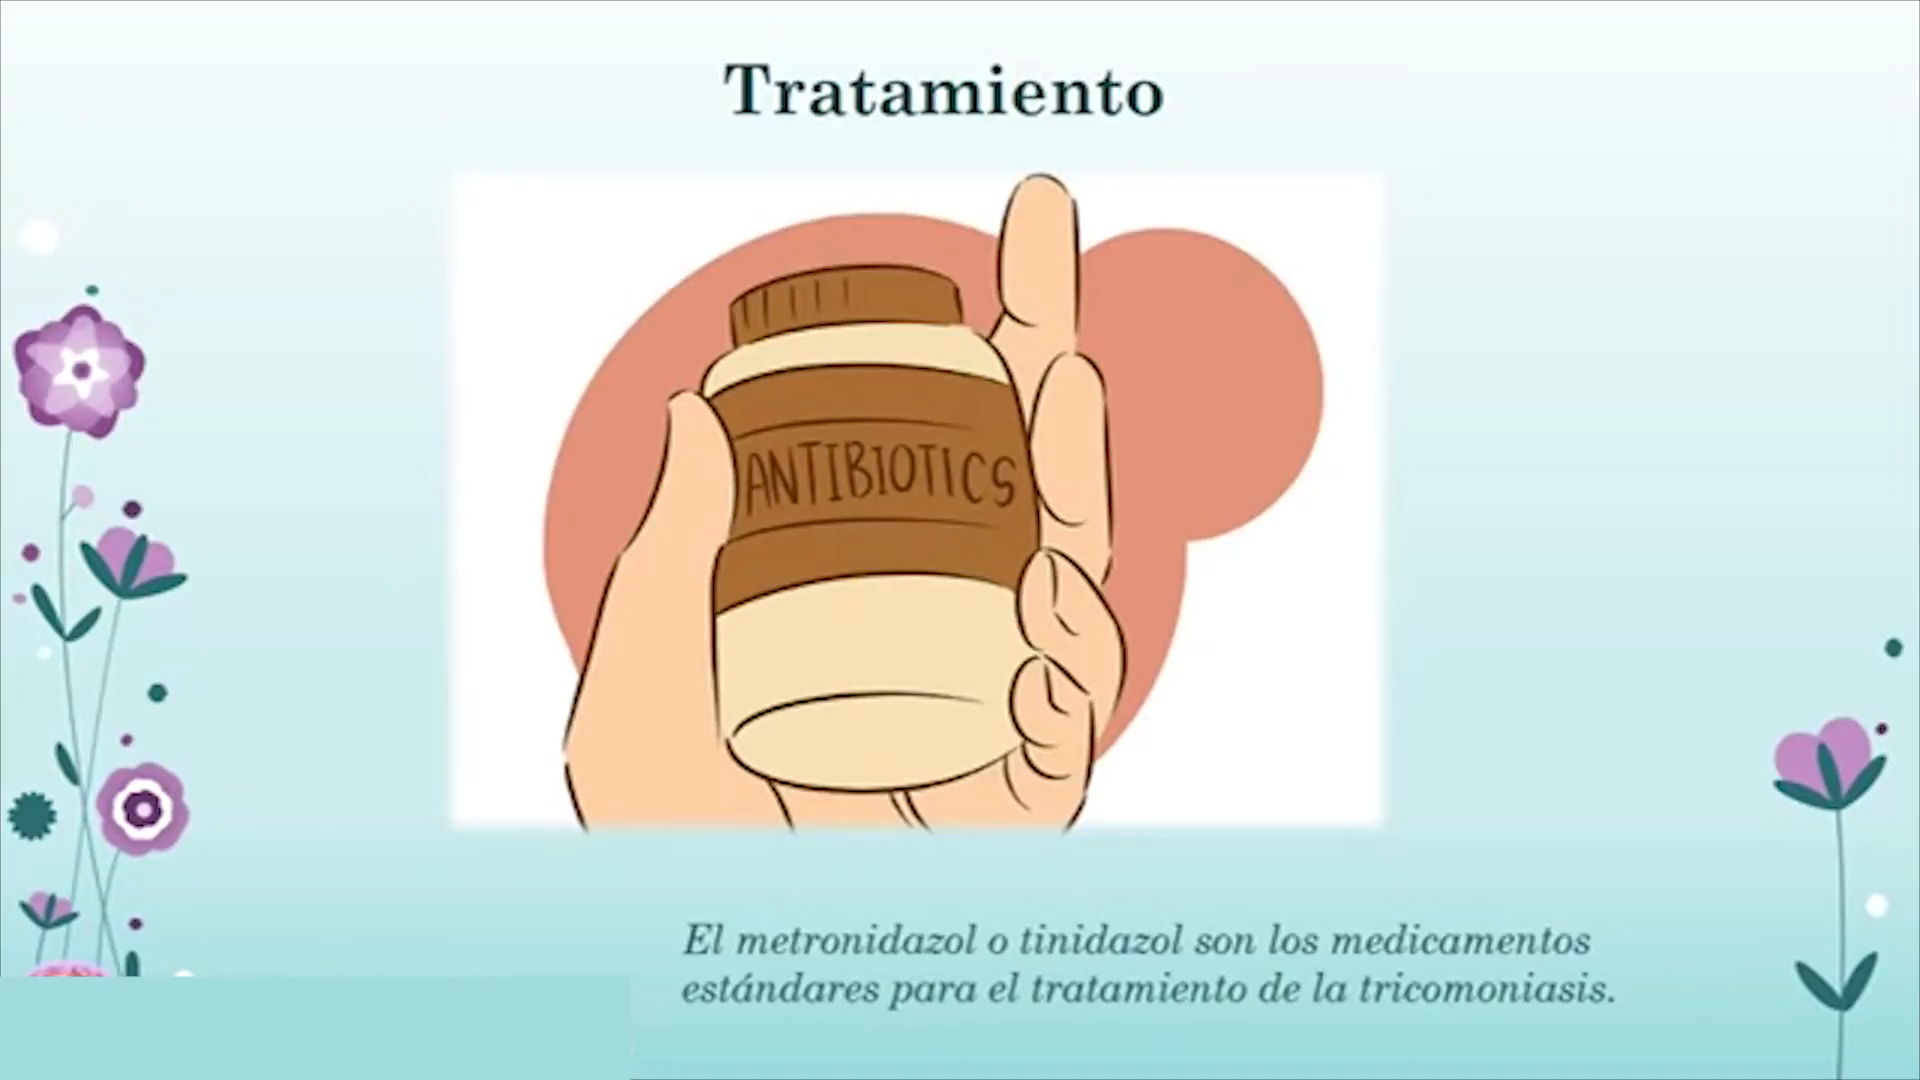 Tratamiento
ANTIBIOTICS
El metronidazol o tinidazol son los medicamentos
estándares para el tratamiento de la tricomoniasis.